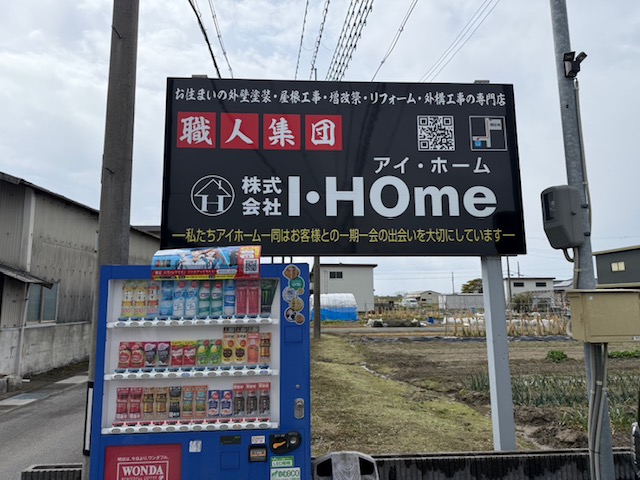 お住まいの外壁塗装・屋根工事・増改築・リフォーム・外構工事の専門店
職人集団
アイ・ホーム
株式会社 I・HOme
―私たちアイホーム一同はお客様との一期一会の出会いを大切にしています―
WONDA